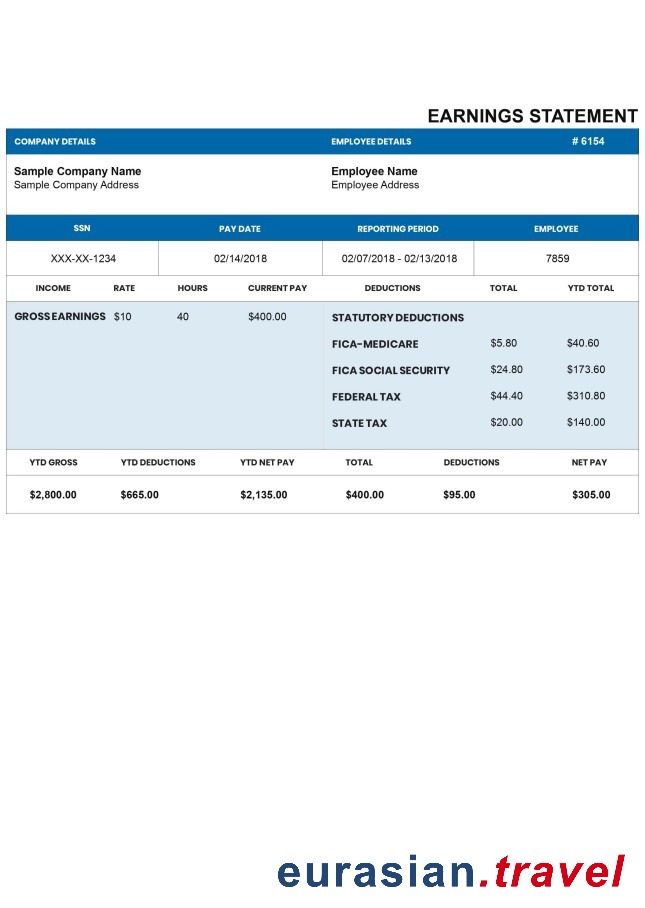 EARNINGS STATEMENT
COMPANY DETAILS EMPLOYEE DETAILS # 6154
Sample Company Name Employee Name
Sample Company Address Employee Address
SSN PAY DATE REPORTING PERIOD EMPLOYEE
XXX-XX-1234 02/14/2018 02/07/2018 - 02/13/2018 7859
INCOME RATE HOURS CURRENT PAY DEDUCTIONS TOTAL YTD TOTAL
GROSS EARNINGS $10 40 $400.00 STATUTORY DEDUCTIONS
FICA-MEDICARE $5.80 $40.60
FICA SOCIAL SECURITY $24.80 $173.60
FEDERAL TAX $44.40 $310.80
STATE TAX $20.00 $140.00
YTD GROSS YTD DEDUCTIONS YTD NET PAY TOTAL DEDUCTIONS NET PAY
$2,800.00 $665.00 $2,135.00 $400.00 $95.00 $305.00
eurasian.travel